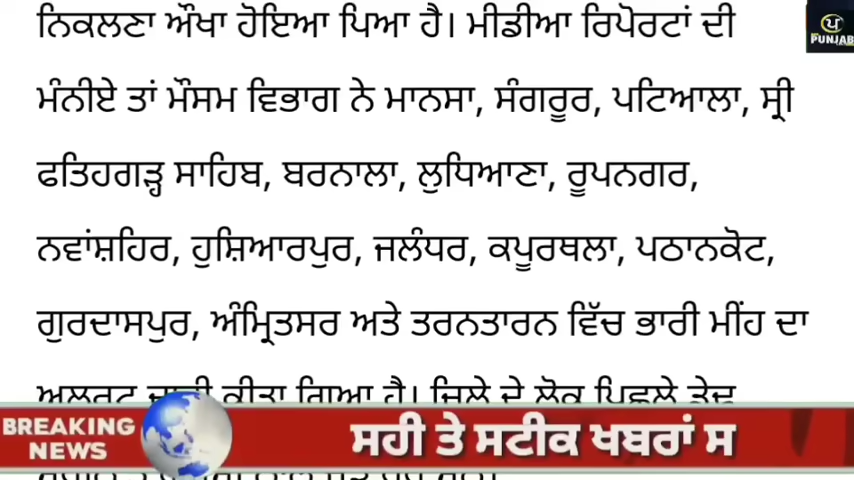 ਨਿਕਲਣਾ ਔਖਾ ਹੋਇਆ ਪਿਆ ਹੈ। ਮੀਡੀਆ ਰਿਪੋਰਟਾਂ ਦੀ
ਮੰਨੀਏ ਤਾਂ ਮੌਸਮ ਵਿਭਾਗ ਨੇ ਮਾਨਸਾ, ਸੰਗਰੂਰ, ਪਟਿਆਲਾ, ਸ੍ਰੀ
ਫਤਿਹਗੜ੍ਹ ਸਾਹਿਬ, ਬਰਨਾਲਾ, ਲੁਧਿਆਣਾ, ਰੂਪਨਗਰ,
ਨਵਾਂਸ਼ਹਿਰ, ਹੁਸ਼ਿਆਰਪੁਰ, ਜਲੰਧਰ, ਕਪੂਰਥਲਾ, ਪਠਾਨਕੋਟ,
ਗੁਰਦਾਸਪੁਰ, ਅੰਮ੍ਰਿਤਸਰ ਅਤੇ ਤਰਨਤਾਰਨ ਵਿੱਚ ਭਾਰੀ ਮੀਂਹ ਦਾ
ਅਲਰਟ ਜਾਰੀ ਕੀਤਾ ਗਿਆ ਹੈ। ਜ਼ਿਲੇ ਦੇ ਲੋਕ ਪਿਛਲੇ
BREAKING NEWS
ਸਹੀ ਤੇ ਸਟੀਕ ਖਬਰਾਂ ਸ
ਪ
PUNJAB